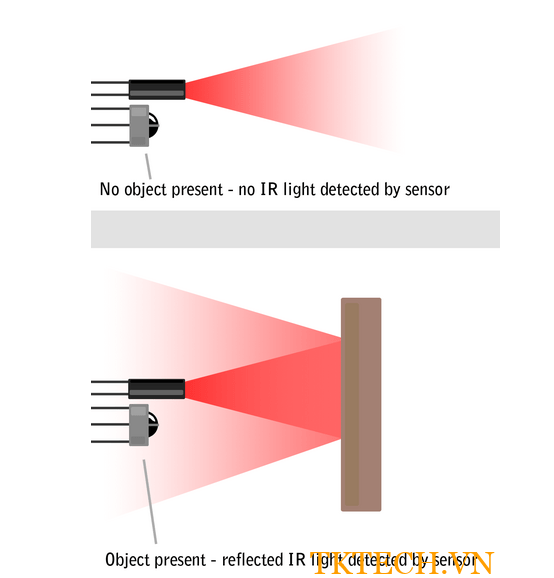 No object present - no IR light detected by sensor
Object present - reflected IR light detected by sensor
TKTECH.VN